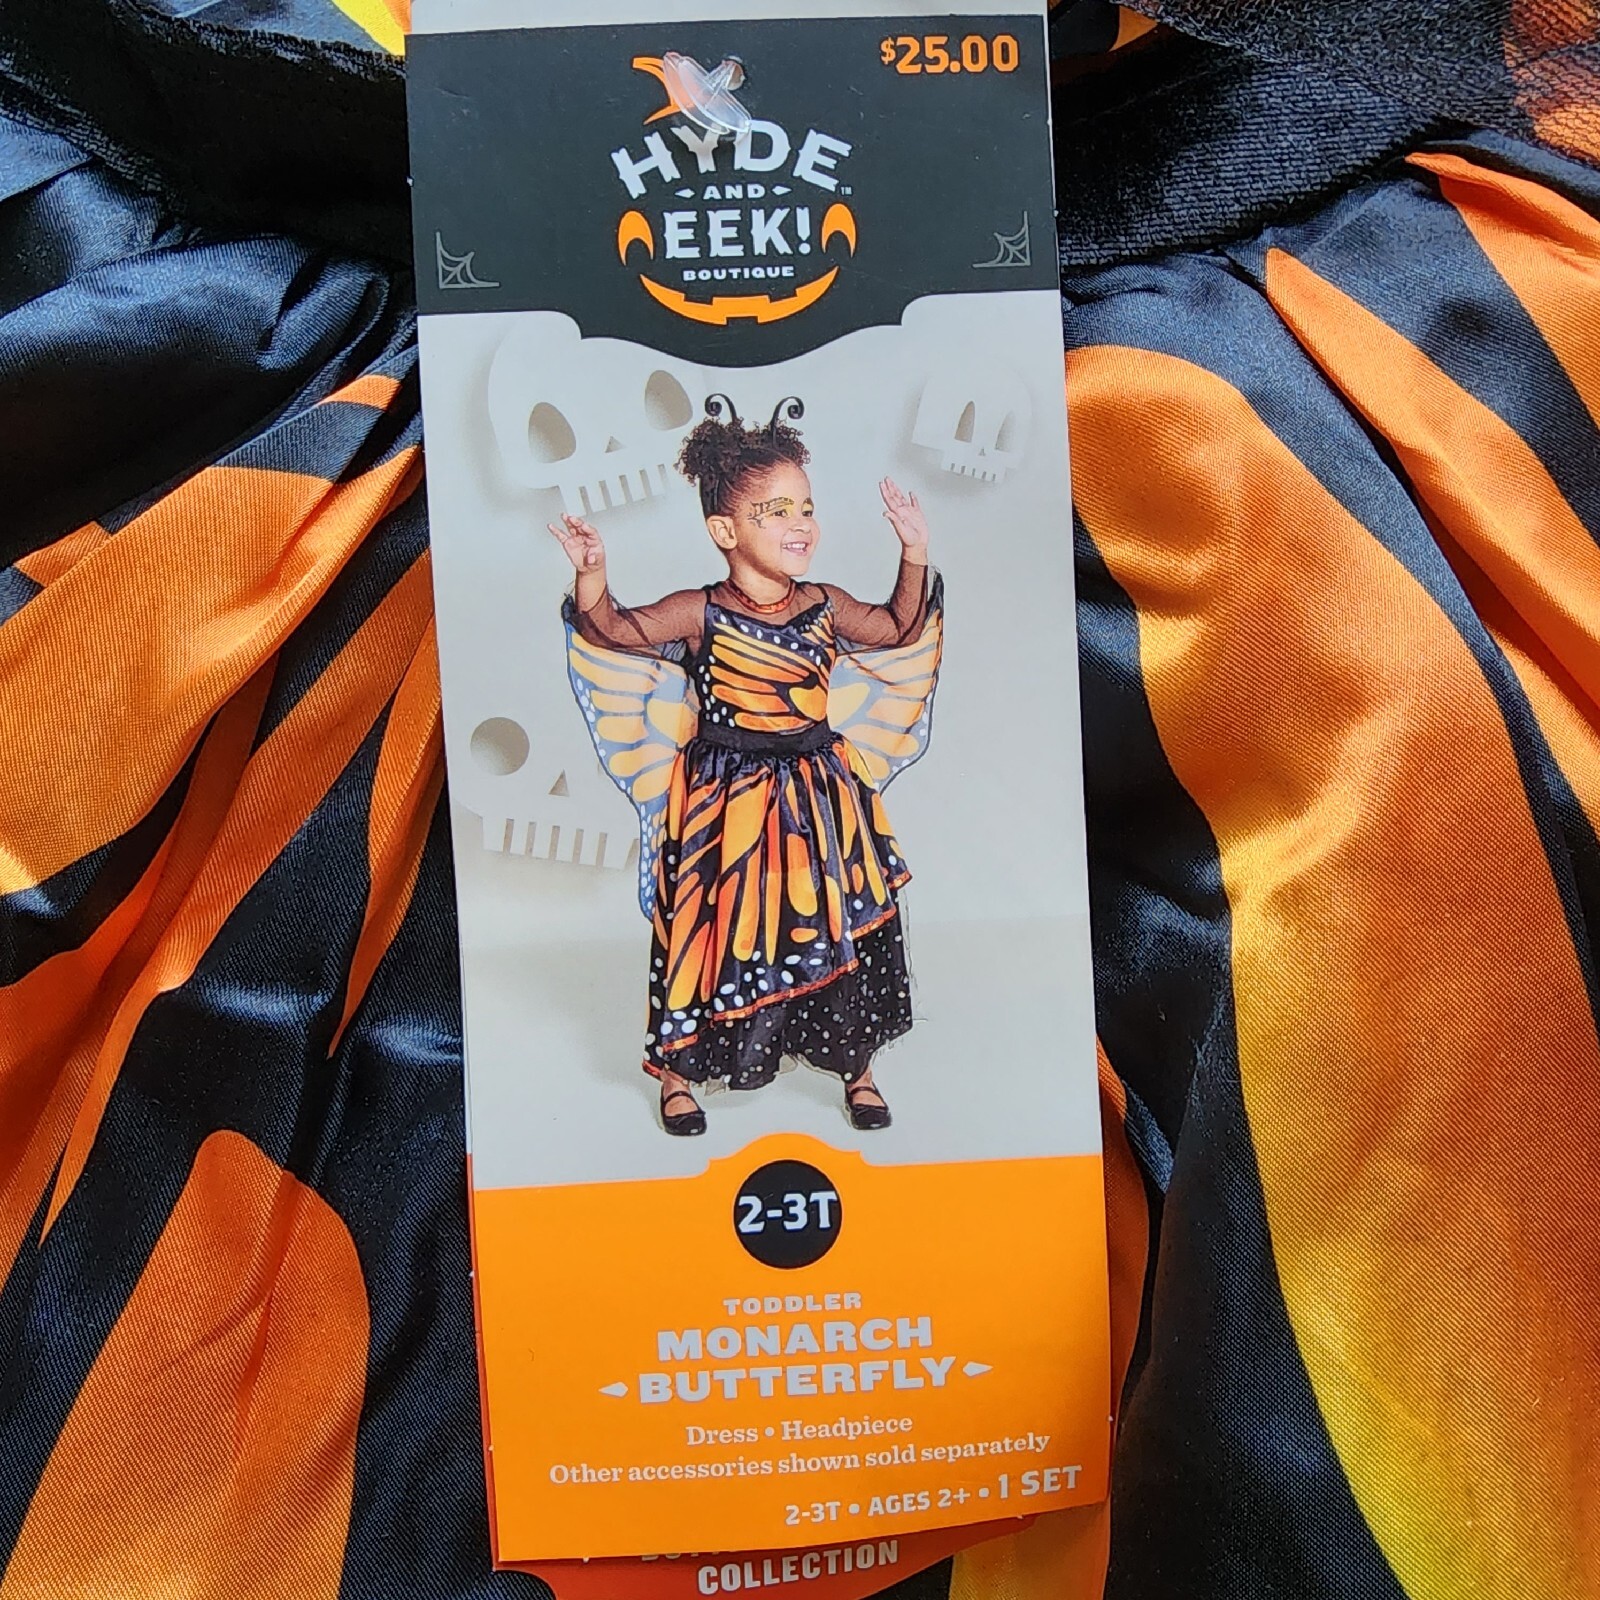 $25.00
HYDE
AND
EEK!
BOUTIQUE
2-3T
TODDLER
MONARCH
BUTTERFLY
Dress • Headpiece
Other accessories shown sold separately
2-3T • AGES 2+ • 1 SET
COLLECTION